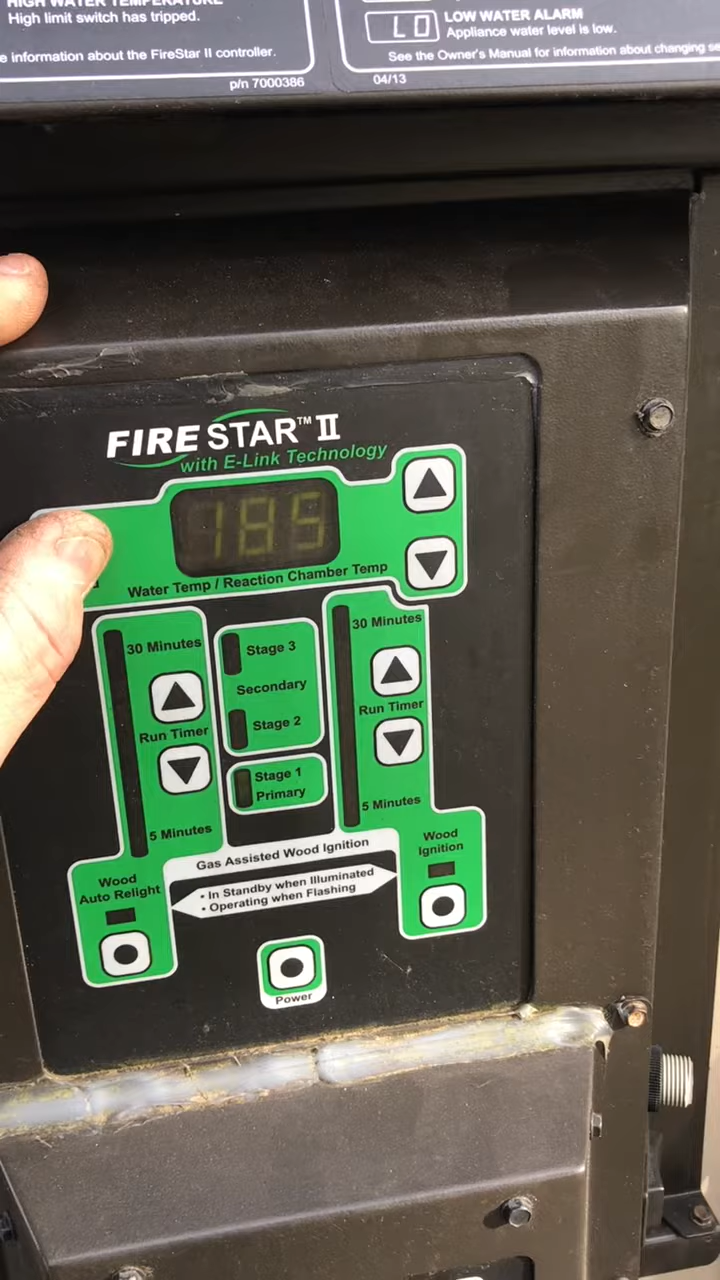 HIGH WATER TEMPERATURE
High limit switch has tripped.
e information about the FireStar II controller.
p/n 7000386
LO
LOW WATER ALARM
Appliance water level is low.
See the Owner's Manual for information about changing se
04/13
FIRESTAR™ II
with E-Link Technology
185
Water Temp / Reaction Chamber Temp
30 Minutes
Run Timer
5 Minutes
Stage 3
Secondary
Stage 2
Stage 1
Primary
30 Minutes
Run Timer
5 Minutes
Gas Assisted Wood Ignition
• In Standby when Illuminated
• Operating when Flashing
Wood
Auto Relight
Wood
Ignition
Power